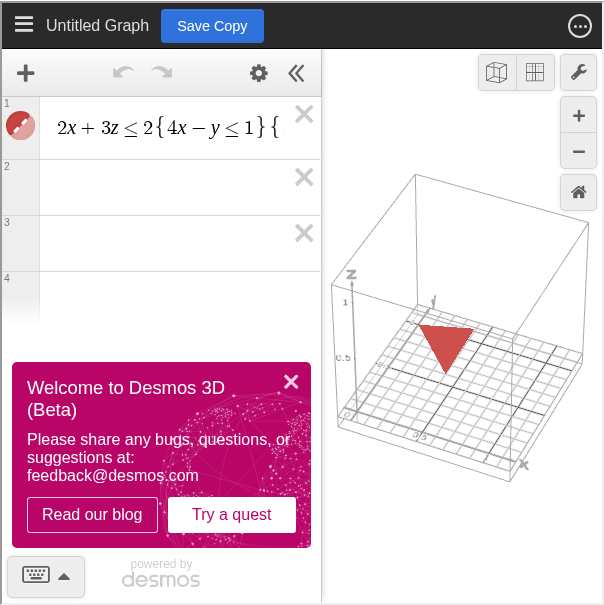 Untitled Graph
Save Copy
1
2x + 3z ≤ 2{4x − y ≤ 1}{
2
3
4
Welcome to Desmos 3D
(Beta)
Please share any bugs, questions, or
suggestions at:
feedback@desmos.com
Read our blog
Try a quest
powered by
desmos
z
1
0.5
0
y
0.5
x